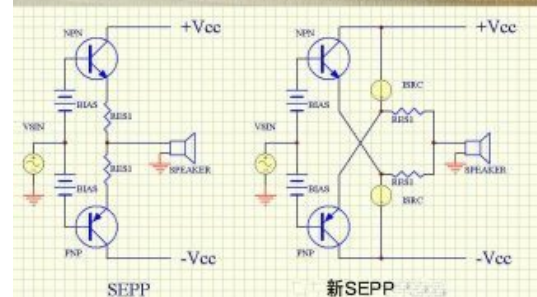 NPN
+Vcc
BIAS
RES1
VSIN
RES1
SPEAKER
BIAS
PNP
-Vcc
SEPP
NPN
+Vcc
ISRC
BIAS
RES1
VSIN
RES1
SPEAKER
BIAS
ISRC
PNP
-Vcc
新SEPP